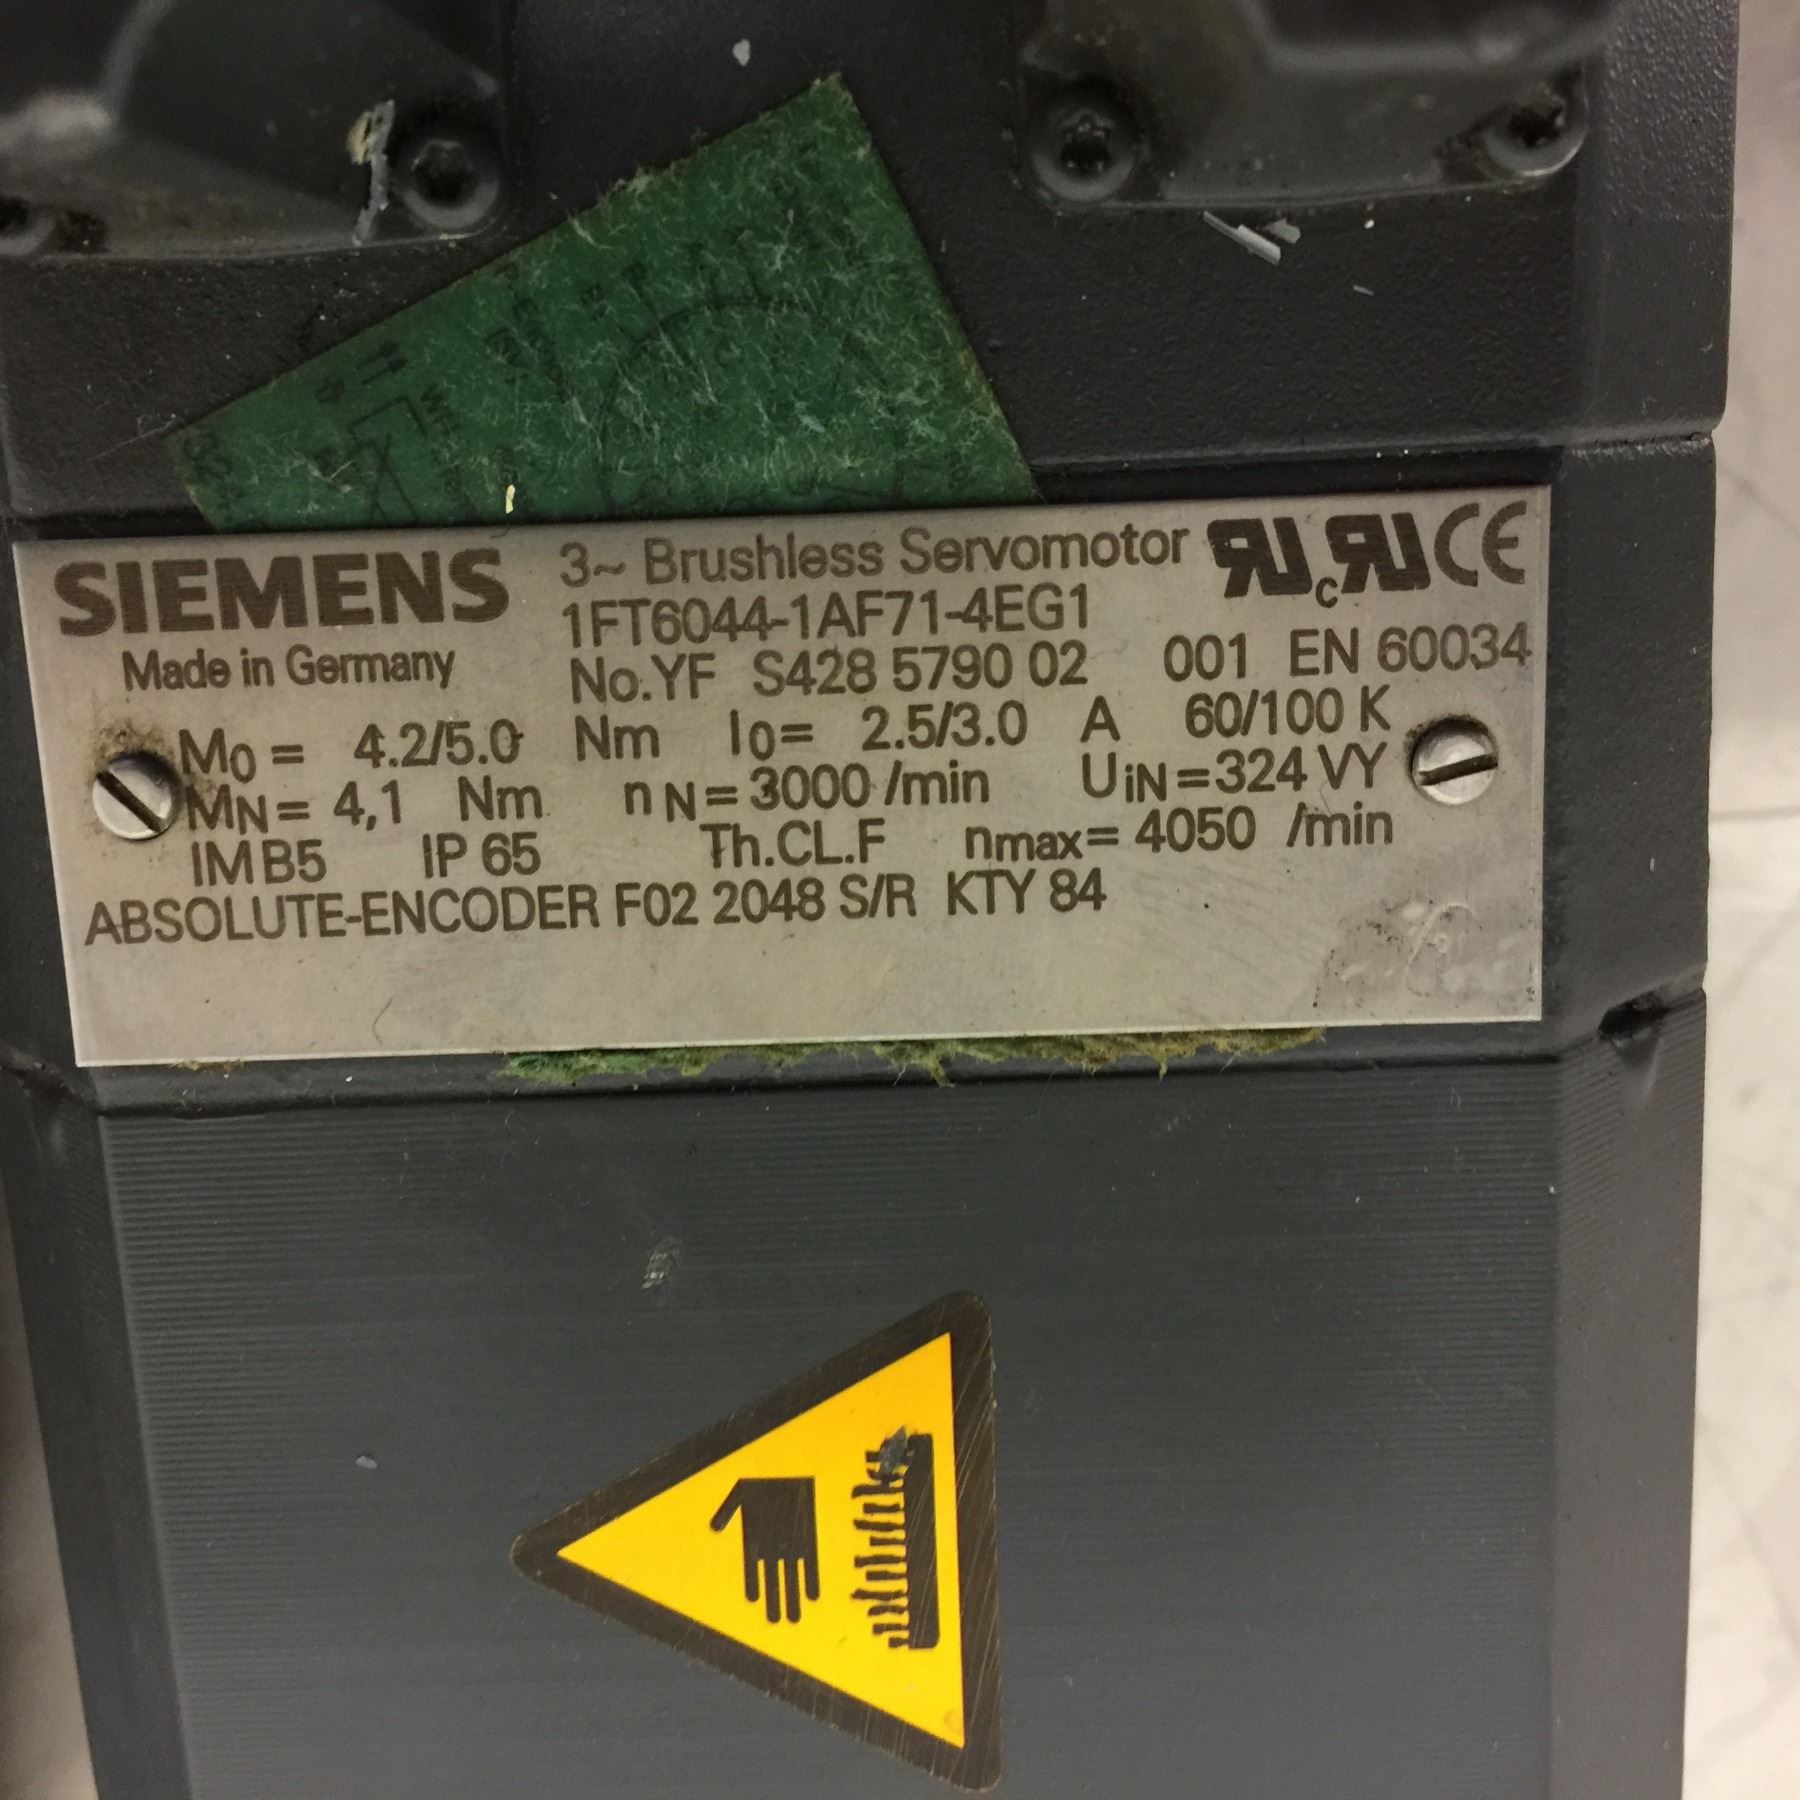 SIEMENS 3~ Brushless Servomotor
1FT6044-1AF71-4EG1
Made in Germany No.YF S428 5790 02 001 EN 60034
M0= 4.2/5.0 Nm I0= 2.5/3.0 A 60/100 K
MN= 4,1 Nm nN=3000/min UiN=324VY
IMB5 IP 65 Th.CL.F nmax= 4050 /min
ABSOLUTE-ENCODER F02 2048 S/R KTY 84